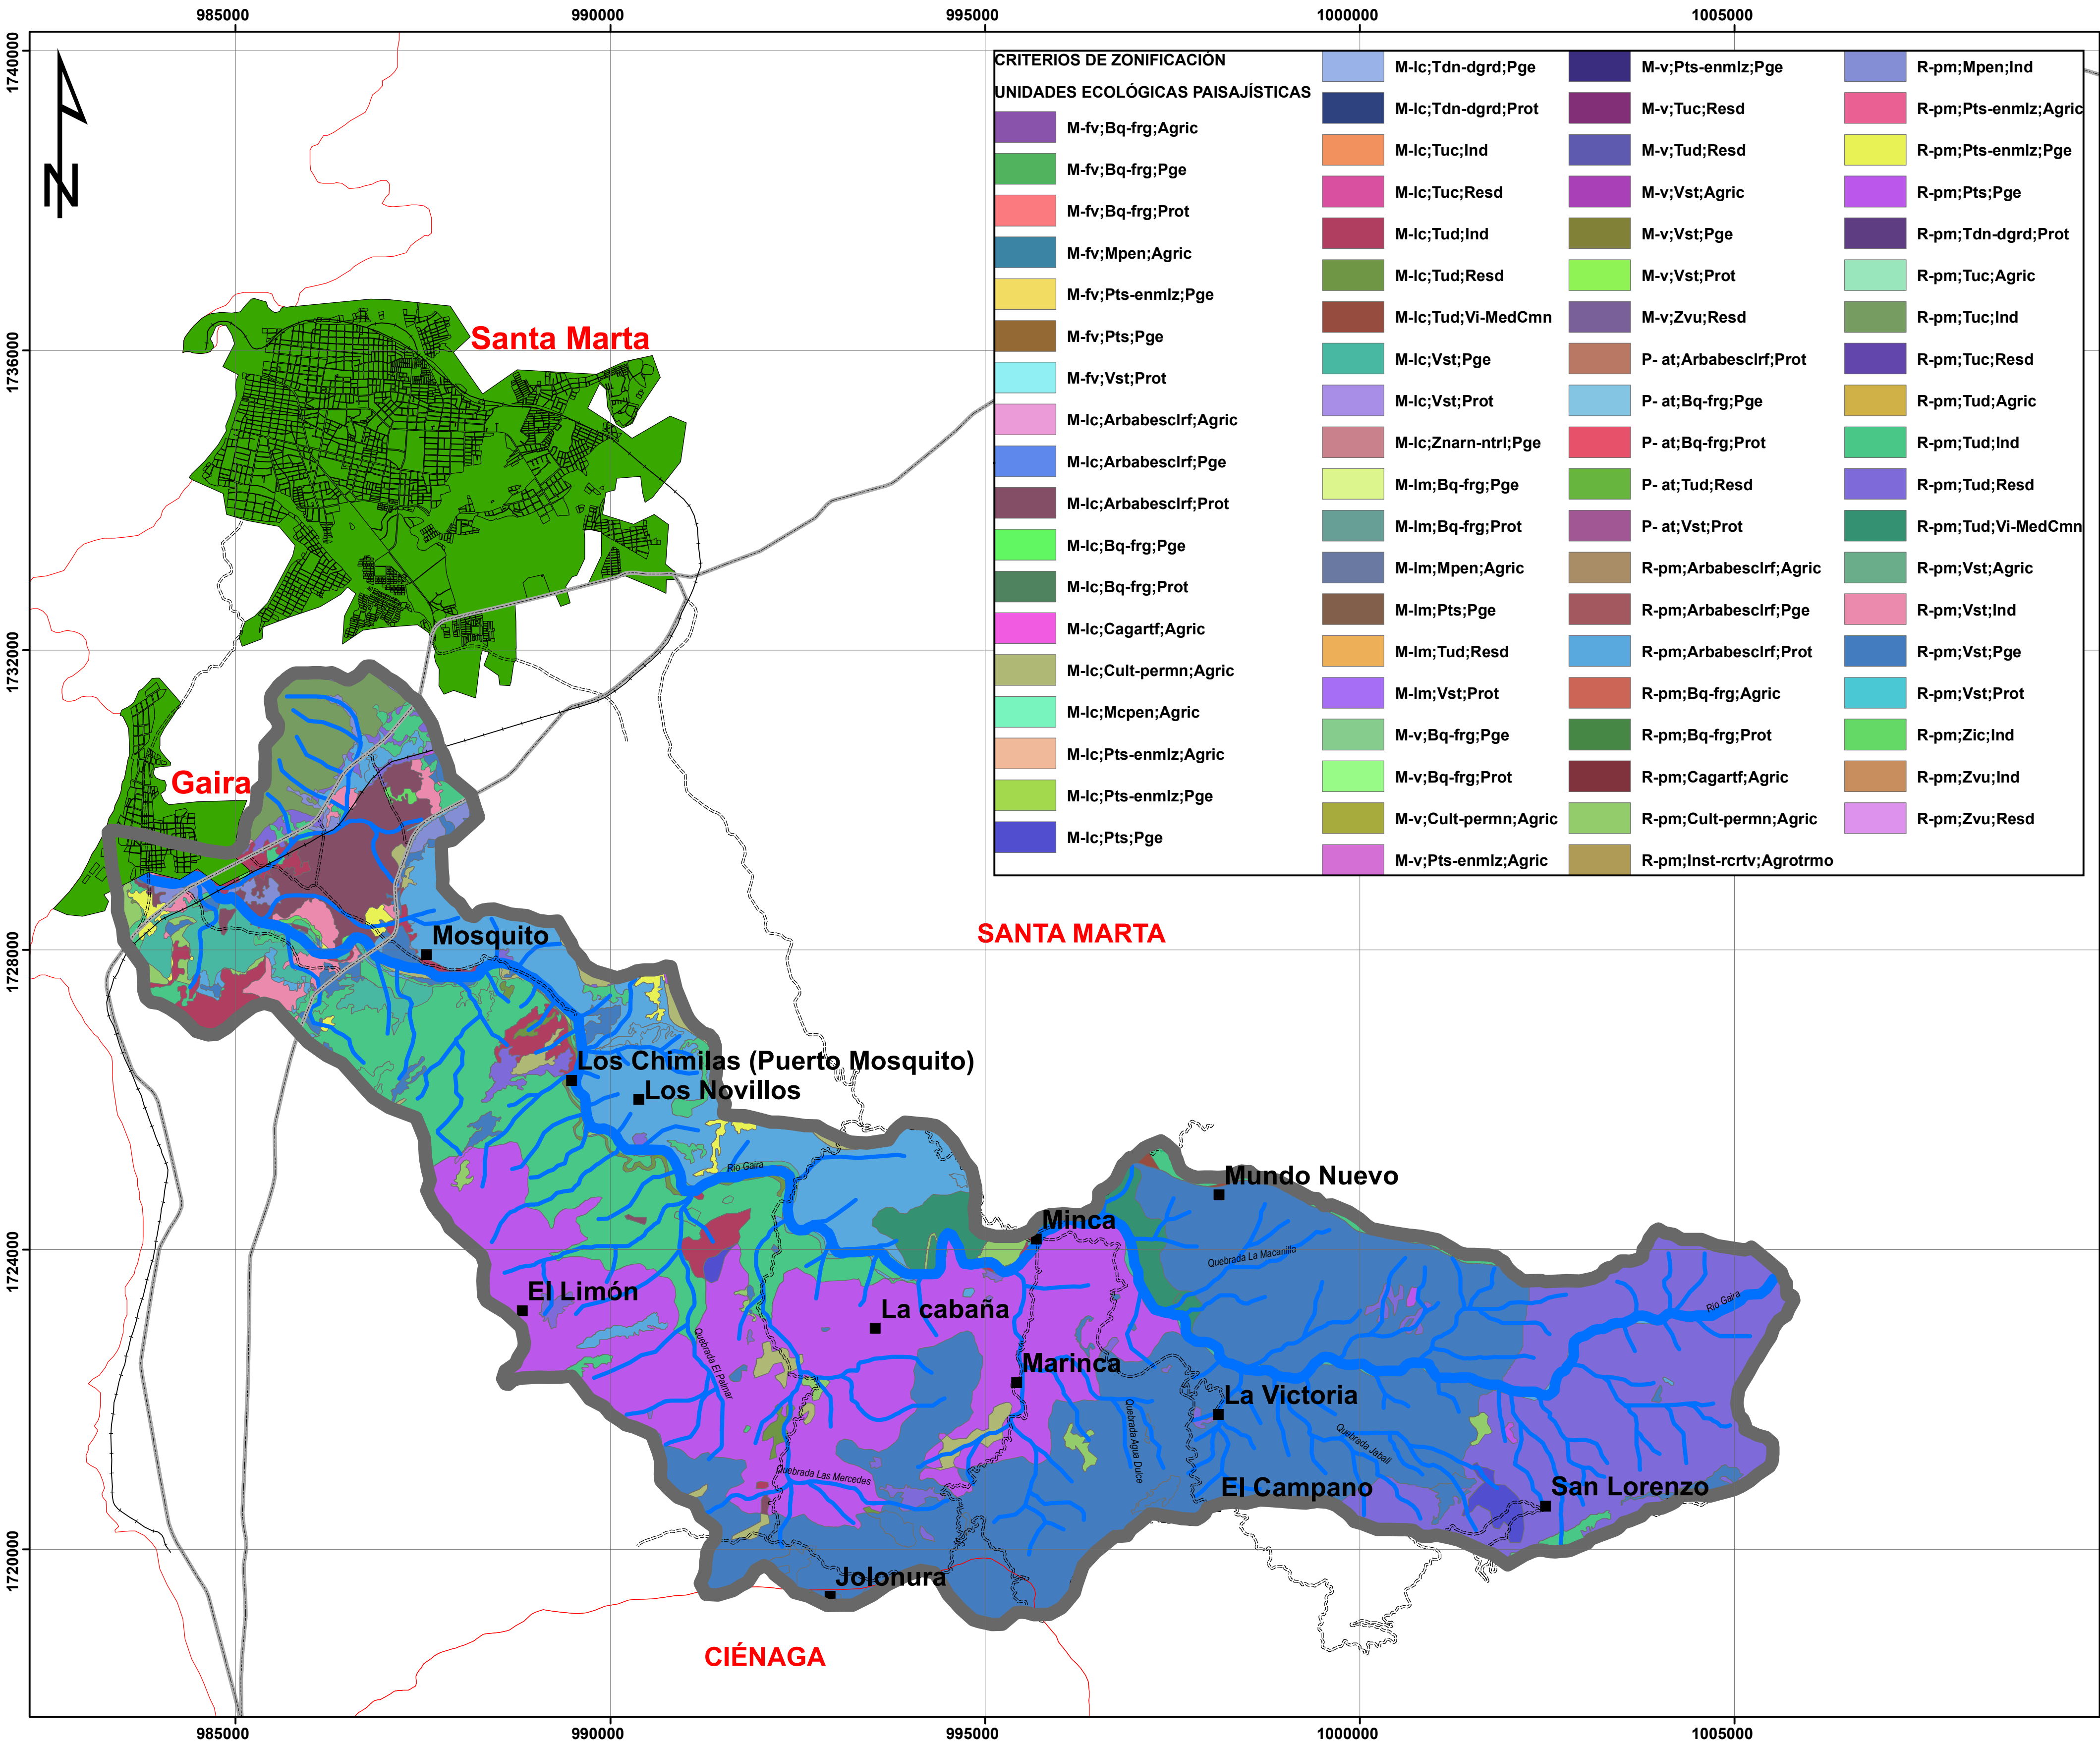 985000
990000
995000
1000000
1005000
1740000
1736000
1732000
1728000
1724000
1720000
N
CRITERIOS DE ZONIFICACIÓN
UNIDADES ECOLÓGICAS PAISAJÍSTICAS
M-fv;Bq-frg;Agric
M-fv;Bq-frg;Pge
M-fv;Bq-frg;Prot
M-fv;Mpen;Agric
M-fv;Pts-enmlz;Pge
M-fv;Pts;Pge
M-fv;Vst;Prot
M-lc;Arbabesclrf;Agric
M-lc;Arbabesclrf;Pge
M-lc;Arbabesclrf;Prot
M-lc;Bq-frg;Pge
M-lc;Bq-frg;Prot
M-lc;Cagartf;Agric
M-lc;Cult-permn;Agric
M-lc;Mcpen;Agric
M-lc;Pts-enmlz;Agric
M-lc;Pts-enmlz;Pge
M-lc;Pts;Pge
M-lc;Tdn-dgrd;Pge
M-lc;Tdn-dgrd;Prot
M-lc;Tuc;Ind
M-lc;Tuc;Resd
M-lc;Tud;Ind
M-lc;Tud;Resd
M-lc;Tud;Vi-MedCmn
M-lc;Vst;Pge
M-lc;Vst;Prot
M-lc;Znarn-ntrl;Pge
M-lm;Bq-frg;Pge
M-lm;Bq-frg;Prot
M-lm;Mpen;Agric
M-lm;Pts;Pge
M-lm;Tud;Resd
M-lm;Vst;Prot
M-v;Bq-frg;Pge
M-v;Bq-frg;Prot
M-v;Cult-permn;Agric
M-v;Pts-enmlz;Agric
M-v;Pts-enmlz;Pge
M-v;Tuc;Resd
M-v;Tud;Resd
M-v;Vst;Agric
M-v;Vst;Pge
M-v;Vst;Prot
M-v;Zvu;Resd
P- at;Arbabesclrf;Prot
P- at;Bq-frg;Pge
P- at;Bq-frg;Prot
P- at;Tud;Resd
P- at;Vst;Prot
R-pm;Arbabesclrf;Agric
R-pm;Arbabesclrf;Pge
R-pm;Arbabesclrf;Prot
R-pm;Bq-frg;Agric
R-pm;Bq-frg;Prot
R-pm;Cagartf;Agric
R-pm;Cult-permn;Agric
R-pm;Inst-rcrtv;Agrotrmo
R-pm;Mpen;Ind
R-pm;Pts-enmlz;Agric
R-pm;Pts-enmlz;Pge
R-pm;Pts;Pge
R-pm;Tdn-dgrd;Prot
R-pm;Tuc;Agric
R-pm;Tuc;Ind
R-pm;Tuc;Resd
R-pm;Tud;Agric
R-pm;Tud;Ind
R-pm;Tud;Resd
R-pm;Tud;Vi-MedCmn
R-pm;Vst;Agric
R-pm;Vst;Ind
R-pm;Vst;Pge
R-pm;Vst;Prot
R-pm;Zic;Ind
R-pm;Zvu;Ind
R-pm;Zvu;Resd
Santa Marta
Gaira
SANTA MARTA
Mosquito
Los Chimilas (Puerto Mosquito)
Los Novillos
Rio Gaira
Mundo Nuevo
Minca
Quebrada La Macanilla
El Limón
La cabaña
Rio Gaira
Quebrada El Palmar
Marinca
La Victoria
Quebrada Agua Dulce
Quebrada Jabalí
Quebrada Las Mercedes
El Campano
San Lorenzo
Jolonura
CIÉNAGA
985000
990000
995000
1000000
1005000